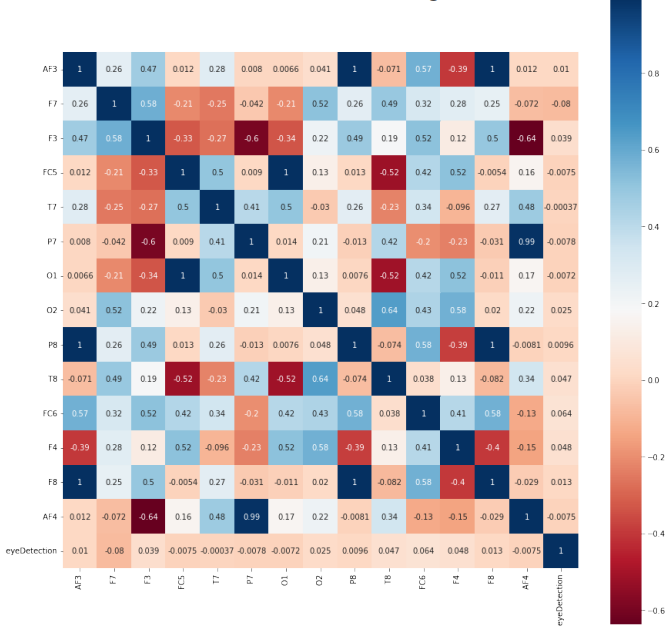 AF3 1 0.26 0.47 0.012 0.28 0.008 0.0066 0.041 1 -0.071 0.57 -0.39 1 0.012 0.01
F7 0.26 1 0.58 -0.21 -0.25 -0.042 -0.21 0.52 0.26 0.49 0.32 0.28 0.25 -0.072 -0.08
F3 0.47 0.58 1 -0.33 -0.27 -0.6 -0.34 0.22 0.49 0.19 0.52 0.12 0.5 -0.64 0.039
FC5 0.012 -0.21 -0.33 1 0.5 0.009 1 0.13 0.013 -0.52 0.42 0.52 -0.0054 0.16 -0.0075
T7 0.28 -0.25 -0.27 0.5 1 0.41 0.5 -0.03 0.26 -0.23 0.34 -0.096 0.27 0.48 -0.00037
P7 0.008 -0.042 -0.6 0.009 0.41 1 0.014 0.21 -0.013 0.42 -0.2 -0.23 -0.031 0.99 -0.0078
O1 0.0066 -0.21 -0.34 1 0.5 0.014 1 0.13 0.0076 -0.52 0.42 0.52 -0.011 0.17 -0.0072
O2 0.041 0.52 0.22 0.13 -0.03 0.21 0.13 1 0.048 0.64 0.43 0.58 0.02 0.22 0.025
P8 1 0.26 0.49 0.013 0.26 -0.013 0.0076 0.048 1 -0.074 0.58 -0.39 1 -0.0081 0.0096
T8 -0.071 0.49 0.19 -0.52 -0.23 0.42 -0.52 0.64 -0.074 1 0.038 0.13 -0.082 0.34 0.047
FC6 0.57 0.32 0.52 0.42 0.34 -0.2 0.42 0.43 0.58 0.038 1 0.41 0.58 -0.13 0.064
F4 -0.39 0.28 0.12 0.52 -0.096 -0.23 0.52 0.58 -0.39 0.13 0.41 1 -0.4 -0.15 0.048
F8 1 0.25 0.5 -0.0054 0.27 -0.031 -0.011 0.02 1 -0.082 0.58 -0.4 1 -0.029 0.013
AF4 0.012 -0.072 -0.64 0.16 0.48 0.99 0.17 0.22 -0.0081 0.34 -0.13 -0.15 -0.029 1 -0.0075
eyeDetection 0.01 -0.08 0.039 -0.0075 -0.00037 -0.0078 -0.0072 0.025 0.0096 0.047 0.064 0.048 0.013 -0.0075 1
AF3 F7 F3 FC5 T7 P7 O1 O2 P8 T8 FC6 F4 F8 AF4 eyeDetection
0.8
0.6
0.4
0.2
0.0
−0.2
−0.4
−0.6